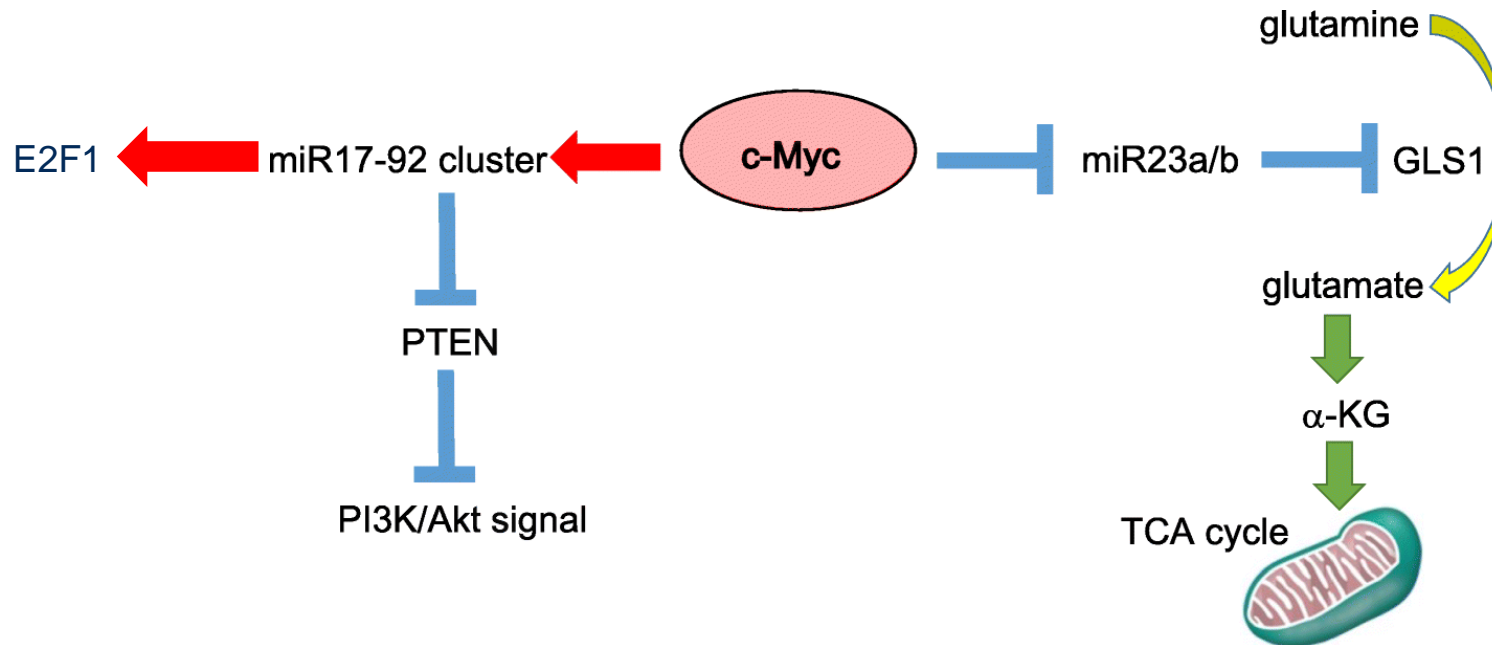 glutamine
E2F1
miR17-92 cluster
c-Myc
miR23a/b
GLS1
glutamate
PTEN
α-KG
PI3K/Akt signal
TCA cycle